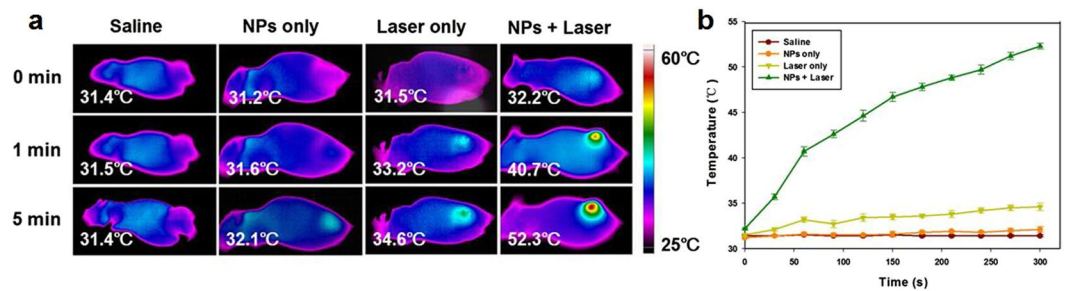 a
Saline NPs only Laser only NPs + Laser
0 min
31.4°C 31.2°C 31.5°C 32.2°C
1 min
31.5°C 31.6°C 33.2°C 40.7°C
5 min
31.4°C 32.1°C 34.6°C 52.3°C
60°C
25°C
b
Saline
NPs only
Laser only
NPs + Laser
Temperature (℃)
55
50
45
40
35
30
0 50 100 150 200 250 300
Time (s)